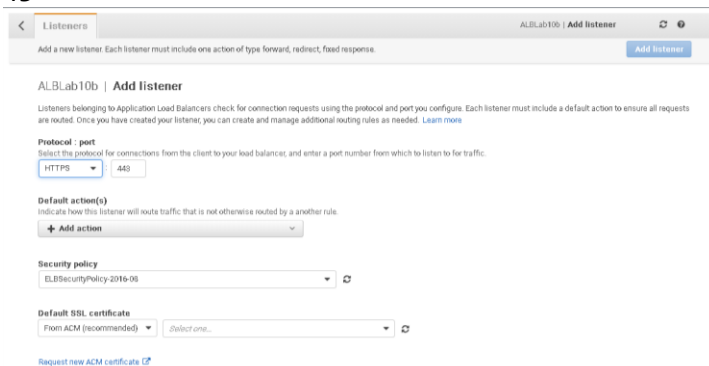 Listeners
ALBLab10b | Add listener
Add a new listener. Each listener must include one action of type forward, redirect, fixed response.
Add listener
ALBLab10b | Add listener
Listeners belonging to Application Load Balancers check for connection requests using the protocol and port you configure. Each listener must include a default action to ensure all requests
are routed. Once you have created your listener, you can create and manage additional routing rules as needed. Learn more
Protocol : port
Select the protocol for connections from the client to your load balancer, and enter a port number from which to listen to for traffic.
HTTPS : 443
Default action(s)
Indicate how this listener will route traffic that is not otherwise routed by a another rule.
+ Add action
Security policy
ELBSecurityPolicy-2016-08
Default SSL certificate
From ACM (recommended) Select one...
Request new ACM certificate